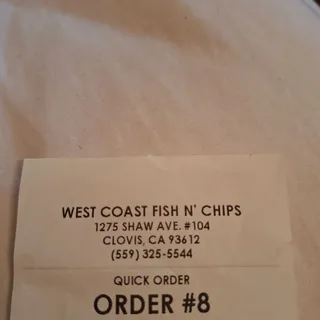 WEST COAST FISH N' CHIPS
1275 SHAW AVE. #104
CLOVIS, CA 93612
(559) 325-5544
QUICK ORDER
ORDER #8